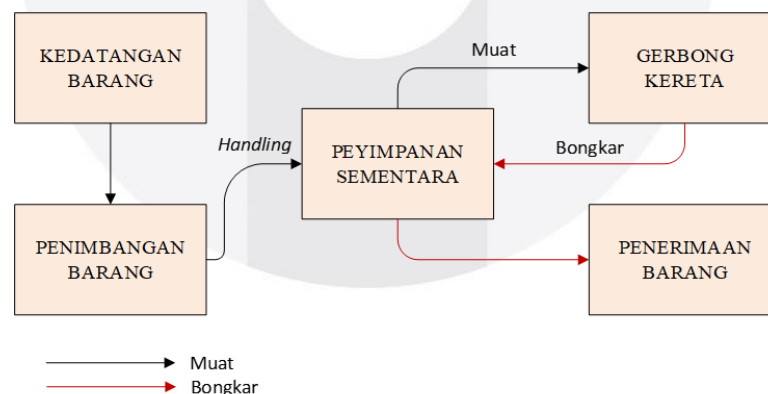 KEDATANGAN
BARANG
Muat
GERBONG
KERETA
Handling
PEYIMPANAN
SEMENTARA
Bongkar
PENIMBANGAN
BARANG
PENERIMAAN
BARANG
Muat
Bongkar